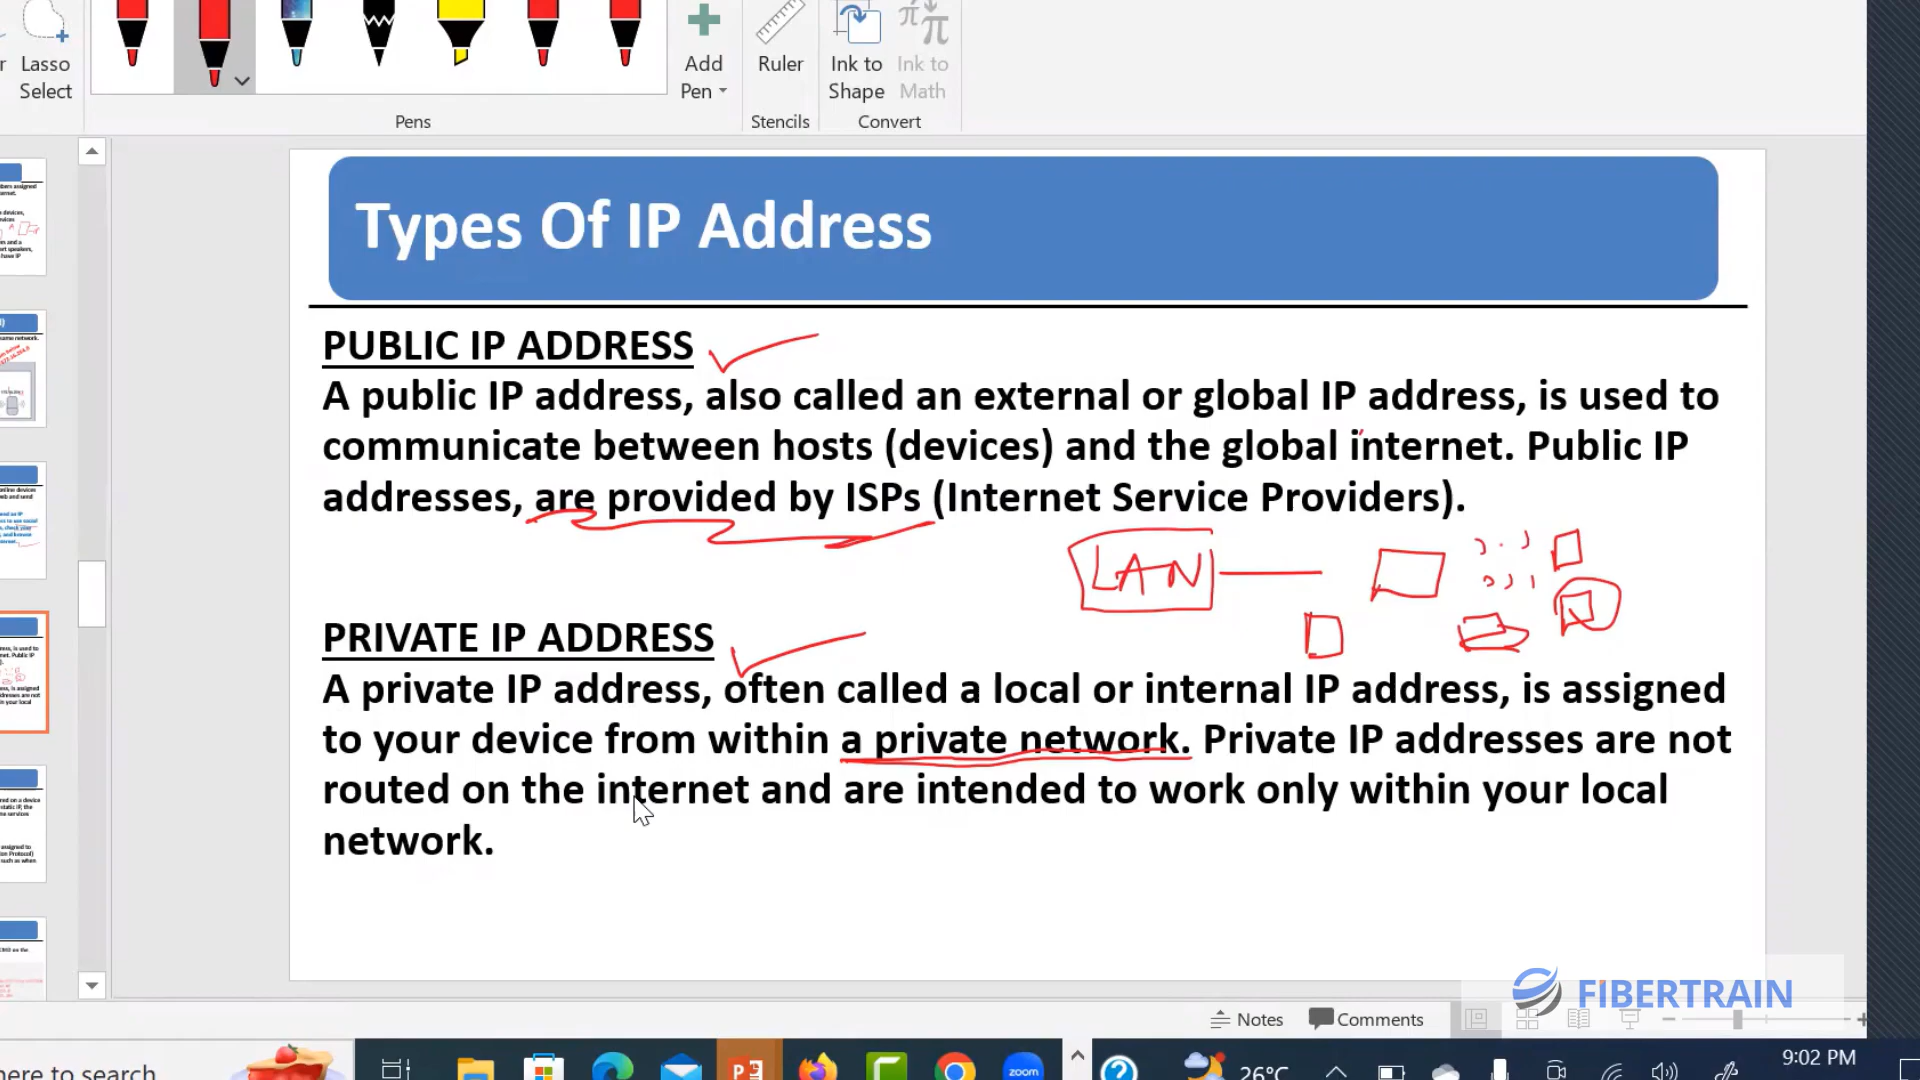 Lasso
Select
Add
Pen
Ruler
Ink to
Shape
Ink to
Math
Pens
Stencils
Convert
Types Of IP Address
PUBLIC IP ADDRESS
A public IP address, also called an external or global IP address, is used to
communicate between hosts (devices) and the global internet. Public IP
addresses, are provided by ISPs (Internet Service Providers).
LAN
PRIVATE IP ADDRESS
A private IP address, often called a local or internal IP address, is assigned
to your device from within a private network. Private IP addresses are not
routed on the internet and are intended to work only within your local
network.
FIBERTRAIN
Notes
Comments
here to search
zoom
26°C
9:02 PM